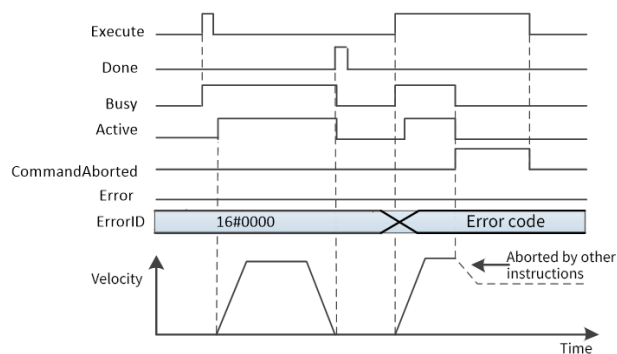 Execute
Done
Busy
Active
CommandAborted
Error
ErrorID
16#0000
Error code
Velocity
Aborted by other
instructions
Time